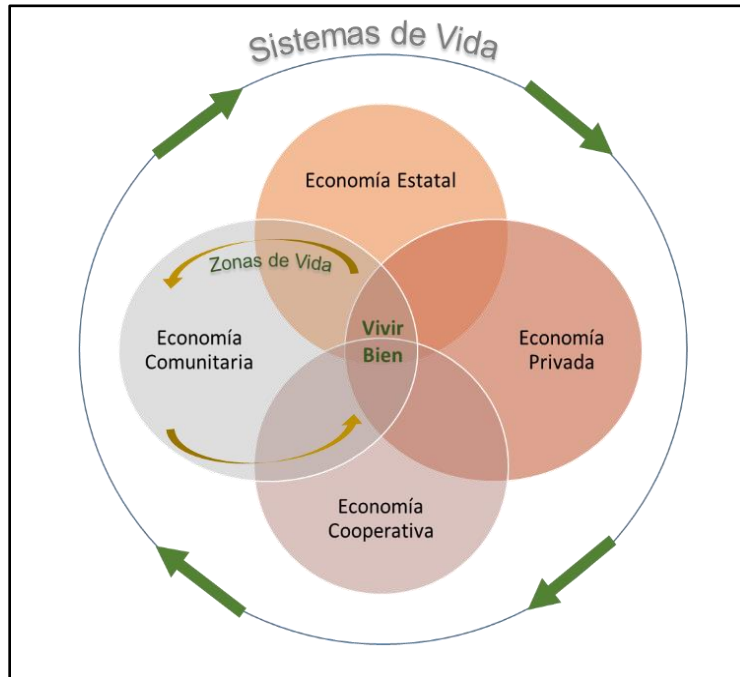 Sistemas de Vida
Economía Estatal
Zonas de Vida
Economía
Comunitaria
Vivir
Bien
Economía
Privada
Economía
Cooperativa